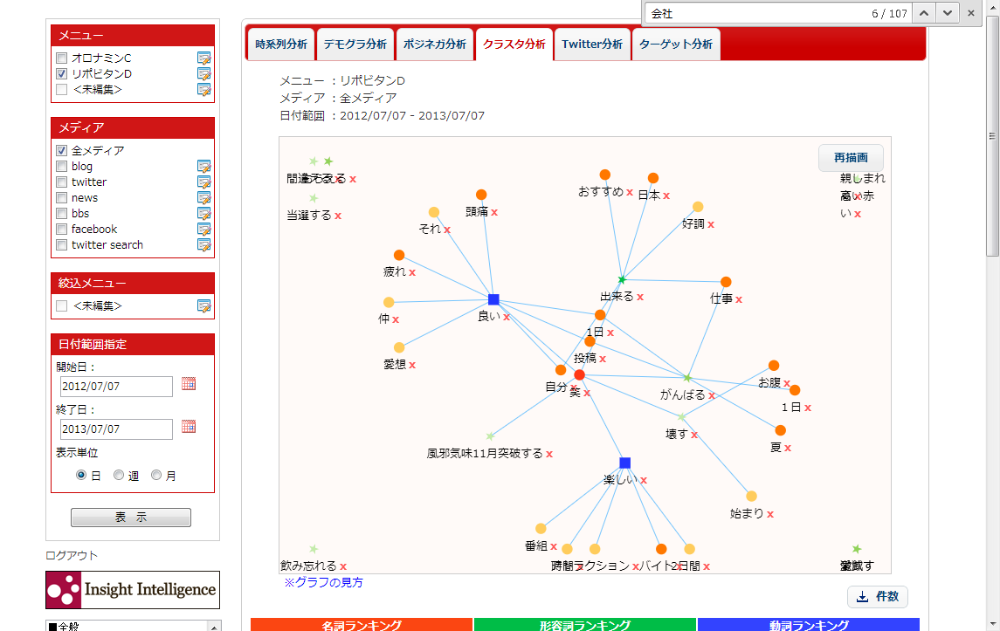 会社 6 / 107
メニュー
オロナミンC
リポビタンD
<未編集>
メディア
全メディア
blog
twitter
news
bbs
facebook
twitter search
絞込メニュー
<未編集>
日付範囲指定
開始日：
2012/07/07
終了日：
2013/07/07
表示単位
日 週 月
表 示
ログアウト
Insight Intelligence
■全般
時系列分析 デモグラ分析 ポジネガ分析 クラスタ分析 Twitter分析 ターゲット分析
メニュー ：リポビタンD
メディア ：全メディア
日付範囲 ：2012/07/07 - 2013/07/07
再描画
x
当選する x
親しまれ
い x
おすすめ x
日本 x
頭痛 x
それ x
好調 x
疲れ x
出来る x
仕事 x
仲 x
良い x
1日 x
愛想 x
投稿 x
自分 x
笑 x
がんばる x
お腹 x
1日 x
壊す x
夏 x
風邪気味11月突破する x
楽しい x
始まり x
番組 x
バイト
日間 x
飲み忘れる x
※グラフの見方
件数
名詞ランキング 形容詞ランキング 動詞ランキング